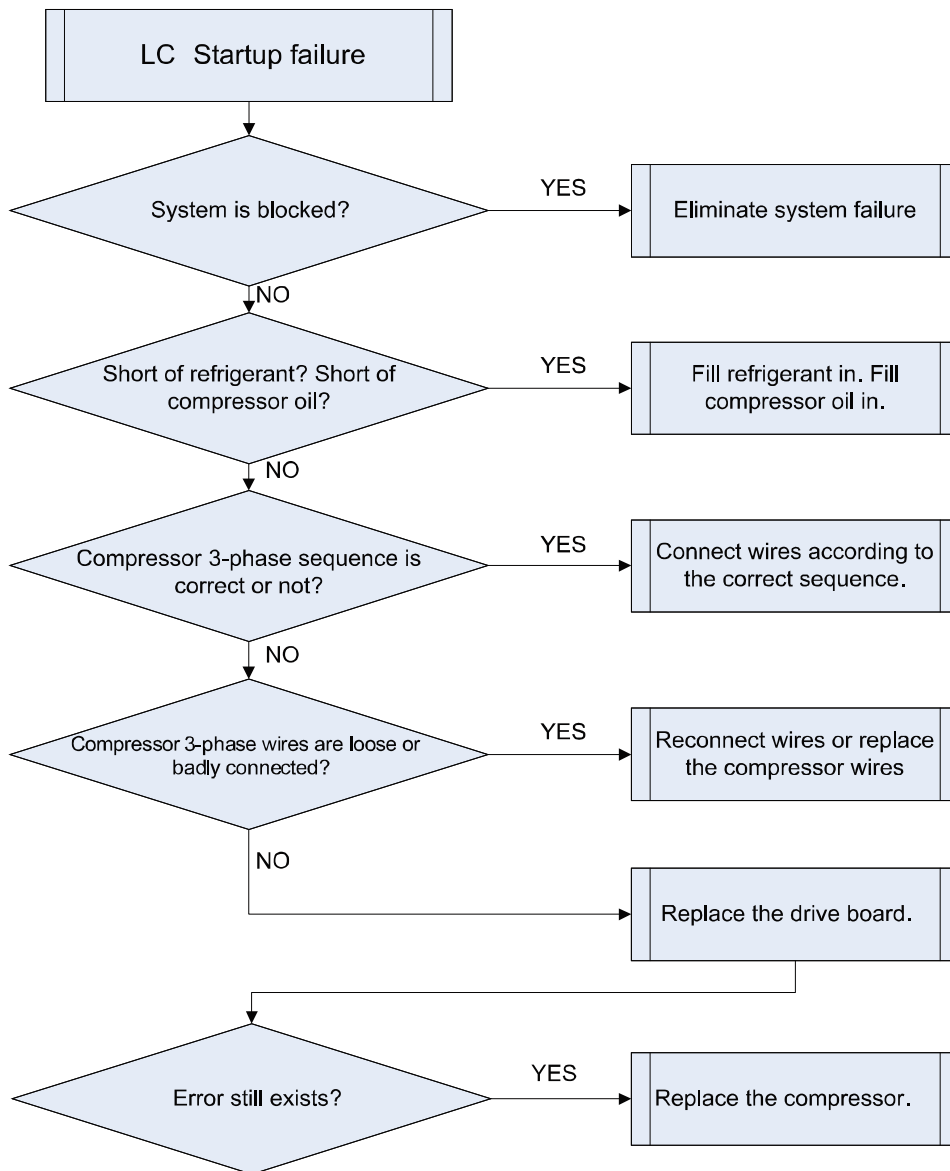 LC Startup failure
System is blocked?
YES
Eliminate system failure
NO
Short of refrigerant? Short of
compressor oil?
YES
Fill refrigerant in. Fill
compressor oil in.
NO
Compressor 3-phase sequence is
correct or not?
YES
Connect wires according to
the correct sequence.
NO
Compressor 3-phase wires are loose or
badly connected?
YES
Reconnect wires or replace
the compressor wires
NO
Replace the drive board.
Error still exists?
YES
Replace the compressor.